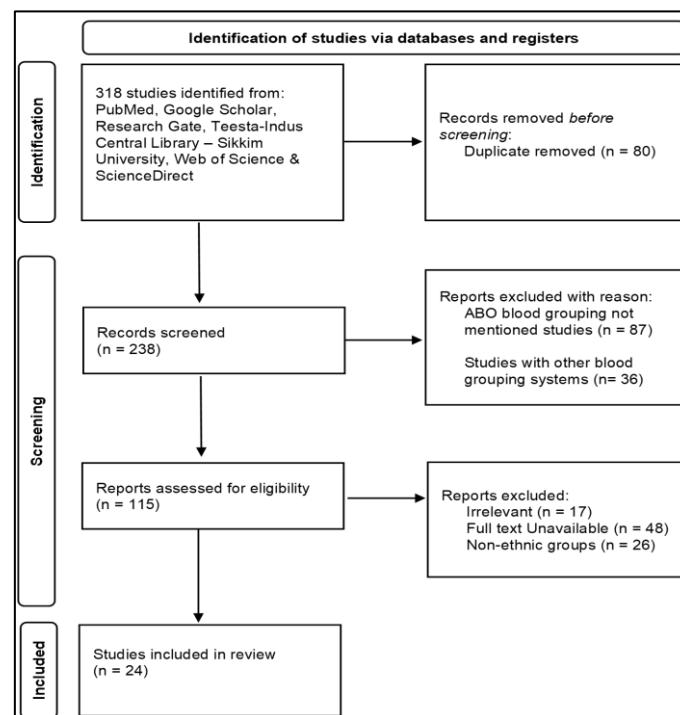 Identification of studies via databases and registers
Identification
318 studies identified from:
PubMed, Google Scholar,
Research Gate, Teesta-Indus
Central Library – Sikkim
University, Web of Science &
ScienceDirect
Records removed before
screening:
Duplicate removed (n = 80)
Screening
Records screened
(n = 238)
Reports excluded with reason:
ABO blood grouping not
mentioned studies (n = 87)
Studies with other blood
grouping systems (n= 36)
Reports assessed for eligibility
(n = 115)
Reports excluded:
Irrelevant (n = 17)
Full text Unavailable (n = 48)
Non-ethnic groups (n = 26)
Included
Studies included in review
(n = 24)